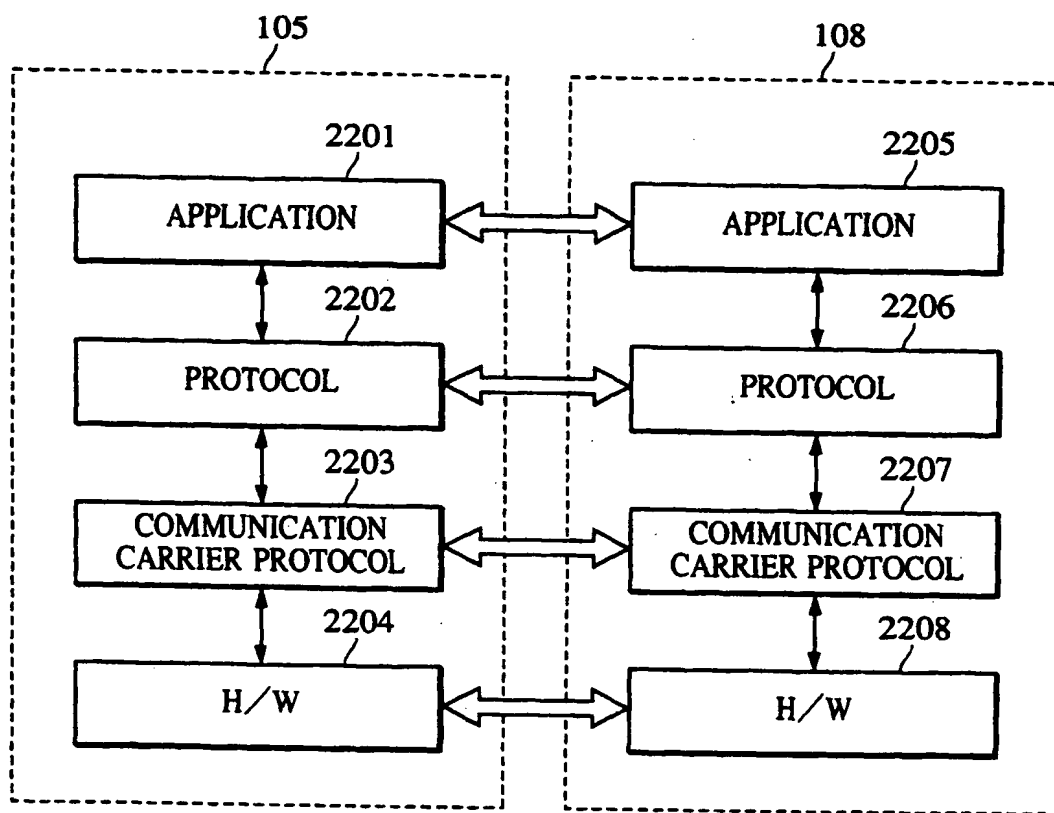 105
108
2201
APPLICATION
2205
APPLICATION
2202
PROTOCOL
2206
PROTOCOL
2203
COMMUNICATION
CARRIER PROTOCOL
2207
COMMUNICATION
CARRIER PROTOCOL
2204
H/W
2208
H/W